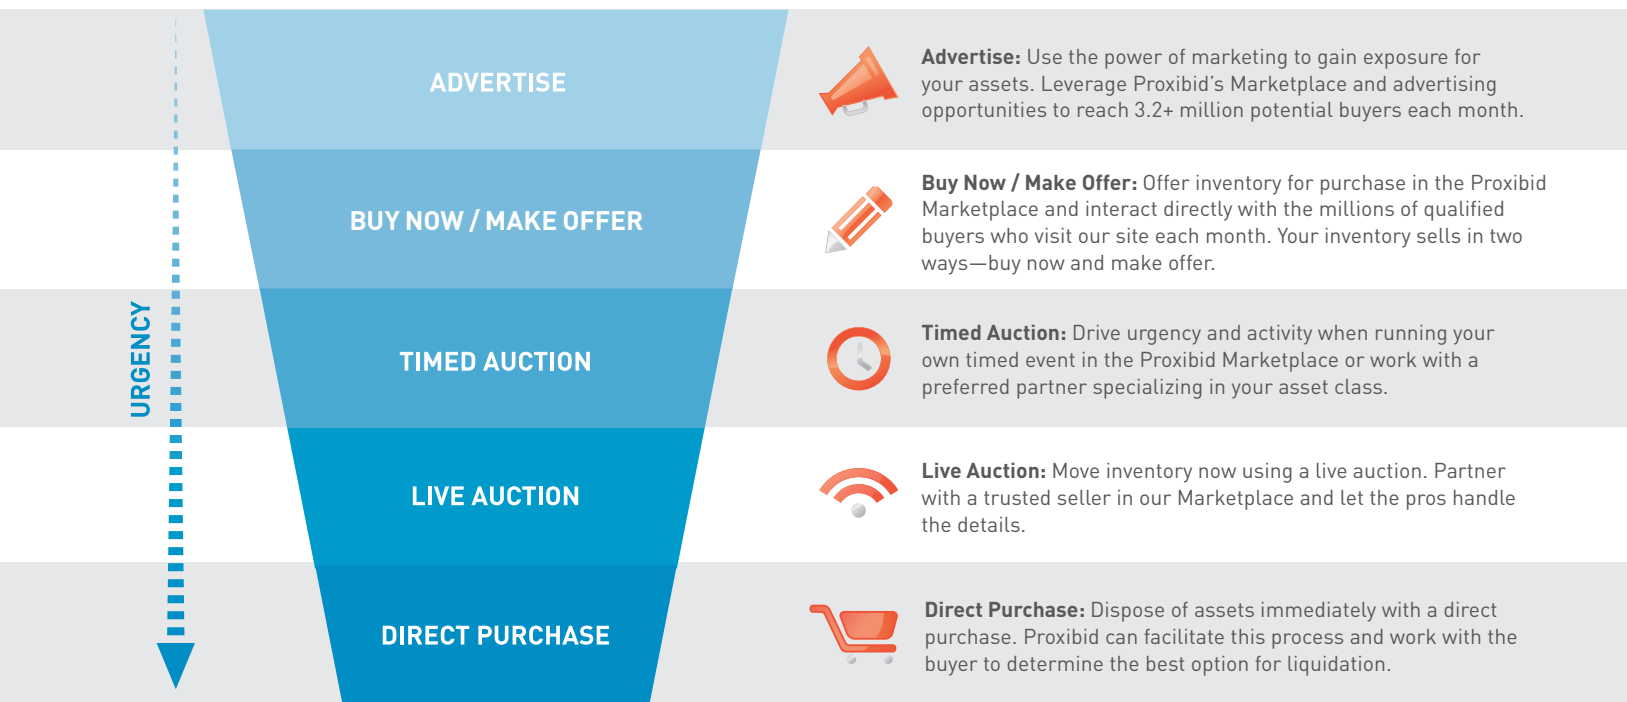 ADVERTISE
Advertise: Use the power of marketing to gain exposure for
your assets. Leverage Proxibid’s Marketplace and advertising
opportunities to reach 3.2+ million potential buyers each month.
BUY NOW / MAKE OFFER
Buy Now / Make Offer: Offer inventory for purchase in the Proxibid
Marketplace and interact directly with the millions of qualified
buyers who visit our site each month. Your inventory sells in two
ways—buy now and make offer.
URGENCY
TIMED AUCTION
Timed Auction: Drive urgency and activity when running your
own timed event in the Proxibid Marketplace or work with a
preferred partner specializing in your asset class.
LIVE AUCTION
Live Auction: Move inventory now using a live auction. Partner
with a trusted seller in our Marketplace and let the pros handle
the details.
DIRECT PURCHASE
Direct Purchase: Dispose of assets immediately with a direct
purchase. Proxibid can facilitate this process and work with the
buyer to determine the best option for liquidation.